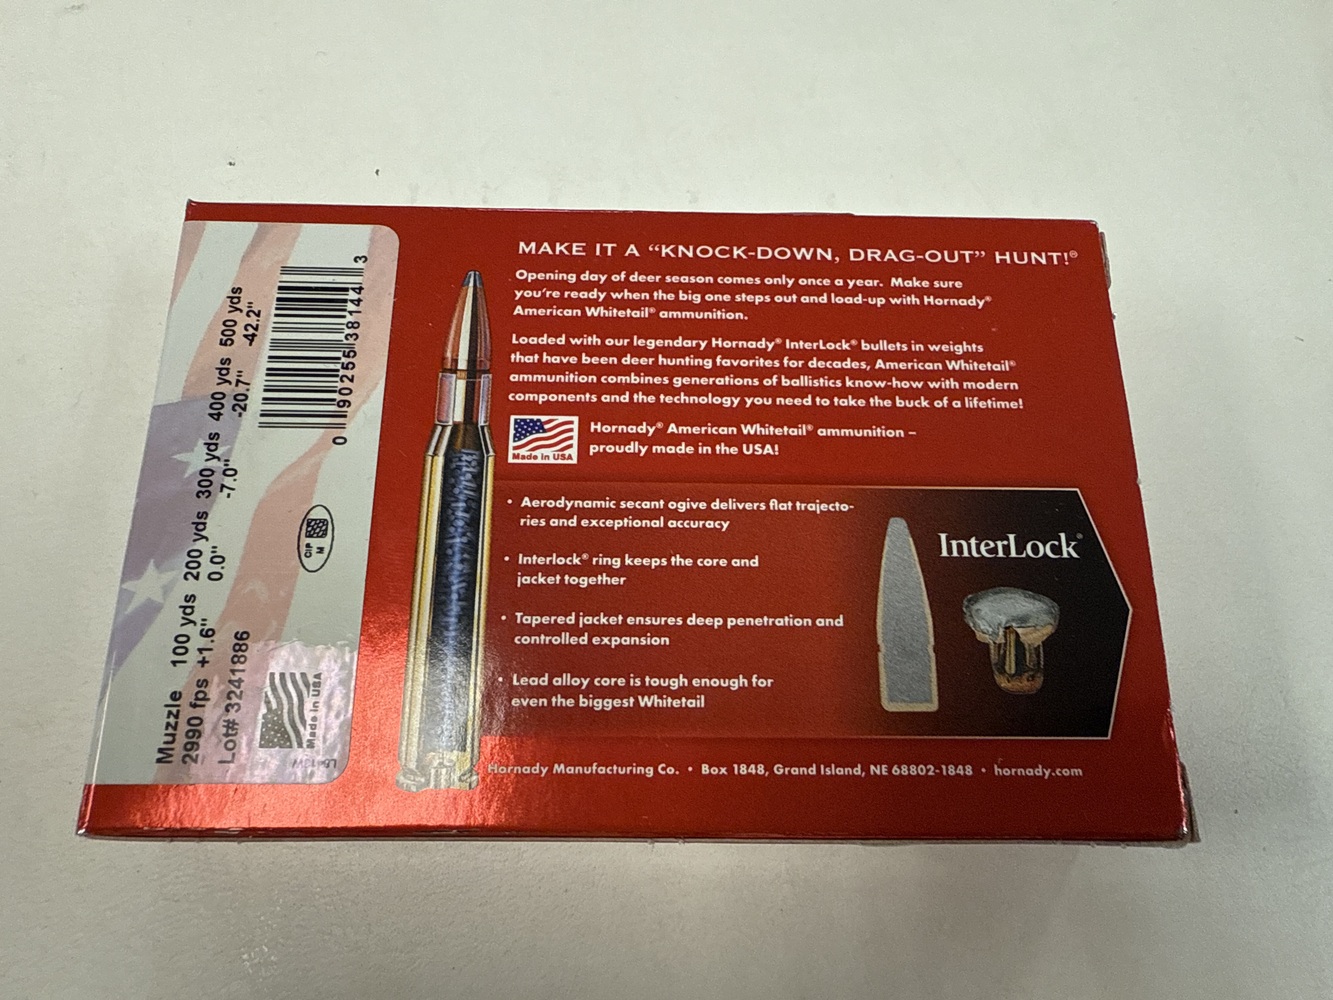 MAKE IT A “KNOCK-DOWN, DRAG-OUT” HUNT!®
Opening day of deer season comes only once a year. Make sure
you’re ready when the big one steps out and load-up with Hornady®
American Whitetail® ammunition.
Loaded with our legendary Hornady® InterLock® bullets in weights
that have been deer hunting favorites for decades, American Whitetail®
ammunition combines generations of ballistics know-how with modern
components and the technology you need to take the buck of a lifetime!
Made in USA
Hornady® American Whitetail® ammunition –
proudly made in the USA!
• Aerodynamic secant ogive delivers flat trajecto-
ries and exceptional accuracy
• Interlock® ring keeps the core and
jacket together
• Tapered jacket ensures deep penetration and
controlled expansion
• Lead alloy core is tough enough for
even the biggest Whitetail
InterLock®
Hornady Manufacturing Co. • Box 1848, Grand Island, NE 68802-1848 • hornady.com
Muzzle 100 yds 200 yds 300 yds 400 yds 500 yds
2990 fps +1.6" 0.0" -7.0" -20.7" -42.2"
Lot# 3241886
Made in USA
CIP
M
0 90255 38144 3